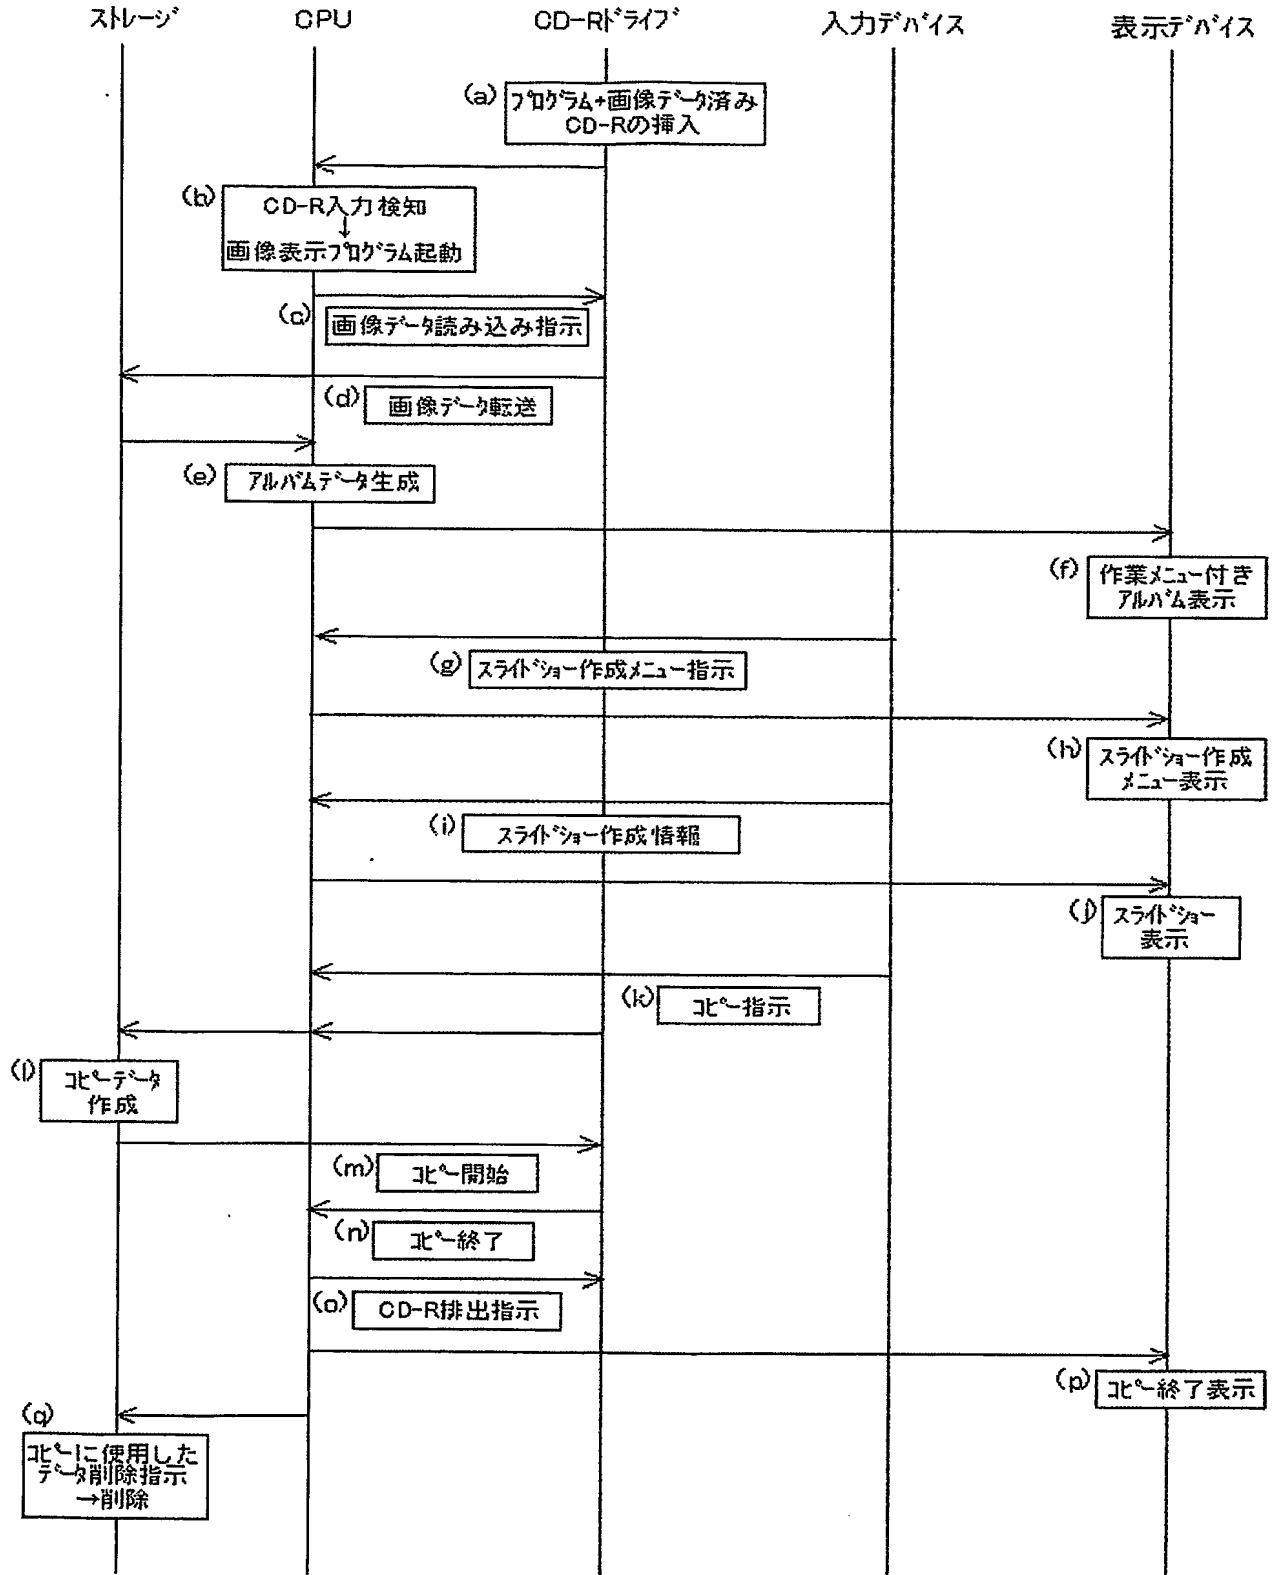 ストレージ CPU CD-Rドライブ 入力デバイス 表示デバイス
(a) プログラム+画像データ済み
CD-Rの挿入
(b) CD-R入力検知
↓
画像表示プログラム起動
(c) 画像データ読み込み指示
(d) 画像データ転送
(e) アルバムデータ生成
(f) 作業メニュー付き
アルバム表示
(g) スライドショー作成メニュー指示
(h) スライドショー作成
メニュー表示
(i) スライドショー作成情報
(j) スライドショー
表示
(k) コピー指示
(l) コピーデータ
作成
(m) コピー開始
(n) コピー終了
(o) CD-R排出指示
(p) コピー終了表示
(q)
コピーに使用した
データ削除指示
→削除